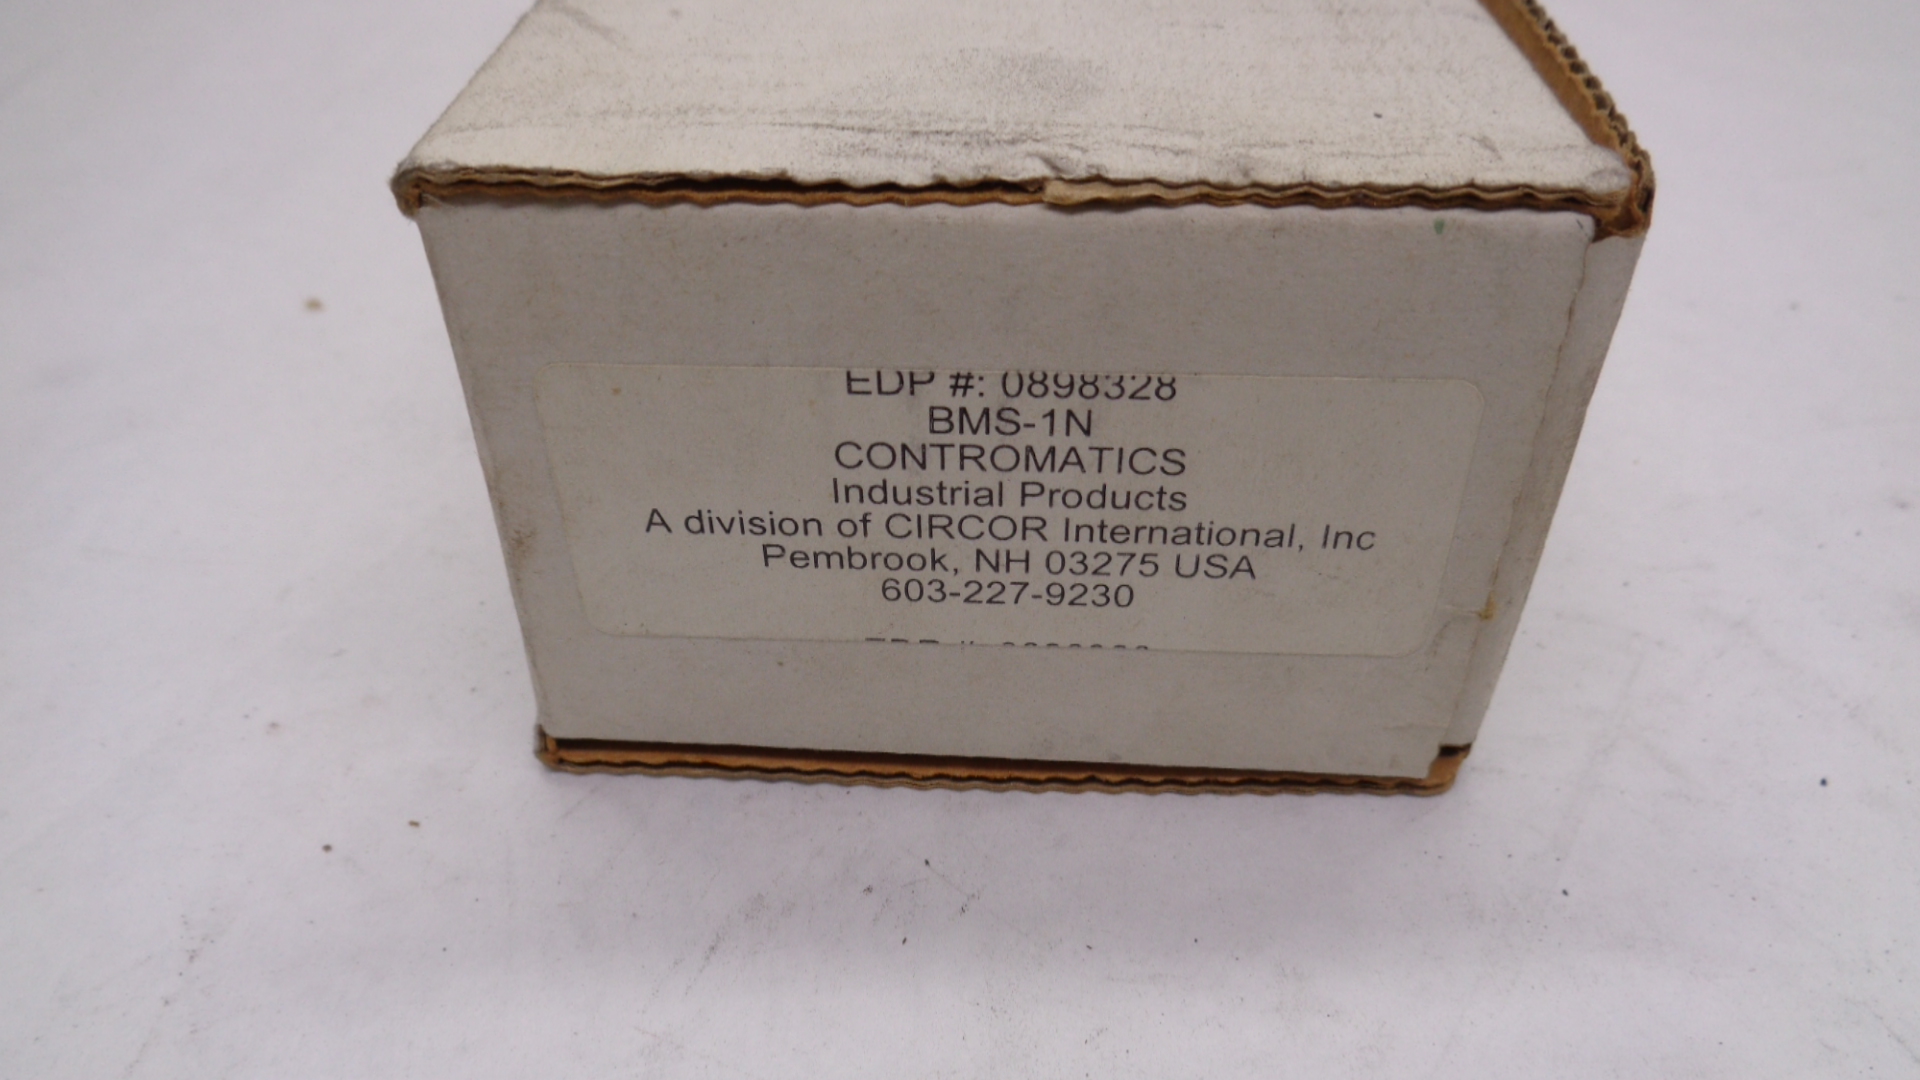 EDP #: 0898328
BMS-1N
CONTROMATICS
Industrial Products
A division of CIRCOR International, Inc
Pembrook, NH 03275 USA
603-227-9230